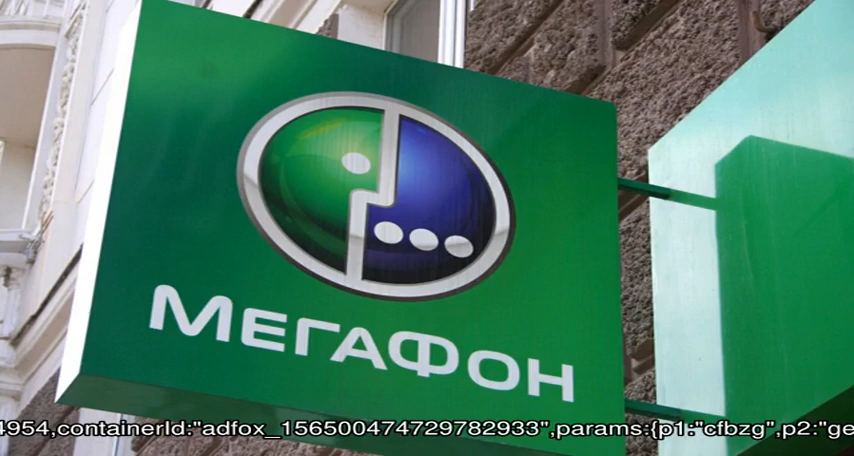 МЕГАФОН
4954,containerId:"adfox_156500474729782933",params:{p1:"cfbzg",p2:"ge